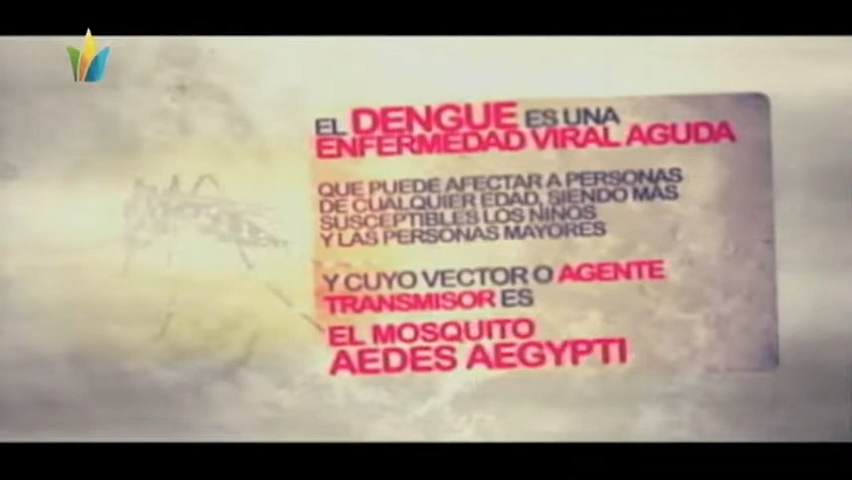 EL DENGUE ES UNA
ENFERMEDAD VIRAL AGUDA
QUE PUEDE AFECTAR A PERSONAS
DE CUALQUIER EDAD, SIENDO MÁS
SUSCEPTIBLES LOS NIÑOS
Y LAS PERSONAS MAYORES
Y CUYO VECTOR O AGENTE
TRANSMISOR ES
EL MOSQUITO
AEDES AEGYPTI